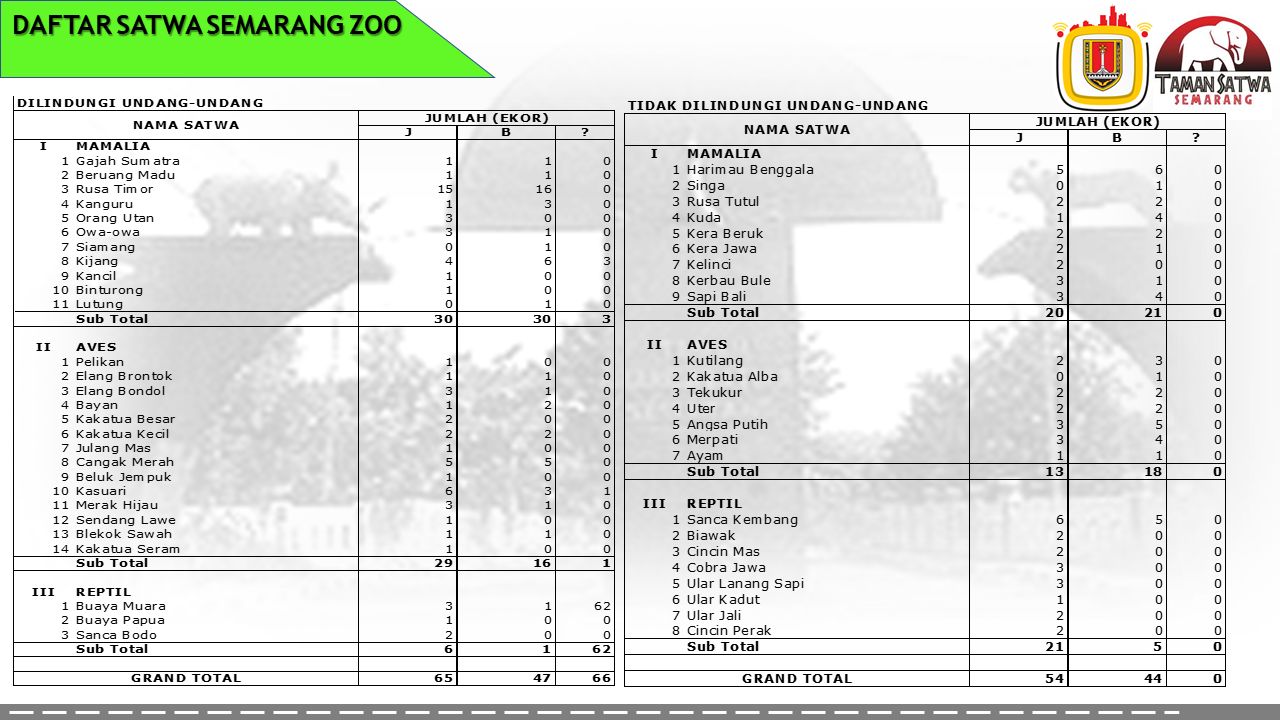 DAFTAR SATWA SEMARANG ZOO
TAMAN SATWA
SEMARANG
DILINDUNGI UNDANG-UNDANG
NAMA SATWA JUMLAH (EKOR)
J B ?
I MAMALIA
1 Gajah Sumatra 1 1 0
2 Beruang Madu 1 1 0
3 Rusa Timor 15 16 0
4 Kanguru 1 3 0
5 Orang Utan 3 0 0
6 Owa-owa 3 1 0
7 Siamang 0 1 0
8 Kijang 4 6 3
9 Kancil 1 0 0
10 Binturong 1 0 0
11 Lutung 0 1 0
Sub Total 30 30 3
II AVES
1 Pelikan 1 0 0
2 Elang Brontok 1 1 0
3 Elang Bondol 3 1 0
4 Bayan 1 2 0
5 Kakatua Besar 2 0 0
6 Kakatua Kecil 2 2 0
7 Julang Mas 1 0 0
8 Cangak Merah 5 5 0
9 Beluk Jempuk 1 0 0
10 Kasuari 6 3 1
11 Merak Hijau 3 1 0
12 Sendang Lawe 1 0 0
13 Blekok Sawah 1 1 0
14 Kakatua Seram 1 0 0
Sub Total 29 16 1
III REPTIL
1 Buaya Muara 3 1 62
2 Buaya Papua 1 0 0
3 Sanca Bodo 2 0 0
Sub Total 6 1 62
GRAND TOTAL 65 47 66
TIDAK DILINDUNGI UNDANG-UNDANG
NAMA SATWA JUMLAH (EKOR)
J B ?
I MAMALIA
1 Harimau Benggala 5 6 0
2 Singa 0 1 0
3 Rusa Tutul 2 2 0
4 Kuda 1 4 0
5 Kera Beruk 2 2 0
6 Kera Jawa 2 1 0
7 Kelinci 2 0 0
8 Kerbau Bule 3 1 0
9 Sapi Bali 3 4 0
Sub Total 20 21 0
II AVES
1 Kutilang 2 3 0
2 Kakatua Alba 0 1 0
3 Tekukur 2 2 0
4 Uter 2 2 0
5 Angsa Putih 3 5 0
6 Merpati 3 4 0
7 Ayam 1 1 0
Sub Total 13 18 0
III REPTIL
1 Sanca Kembang 6 5 0
2 Biawak 2 0 0
3 Cincin Mas 2 0 0
4 Cobra Jawa 3 0 0
5 Ular Lanang Sapi 3 0 0
6 Ular Kadut 1 0 0
7 Ular Jali 2 0 0
8 Cincin Perak 2 0 0
Sub Total 21 5 0
GRAND TOTAL 54 44 0